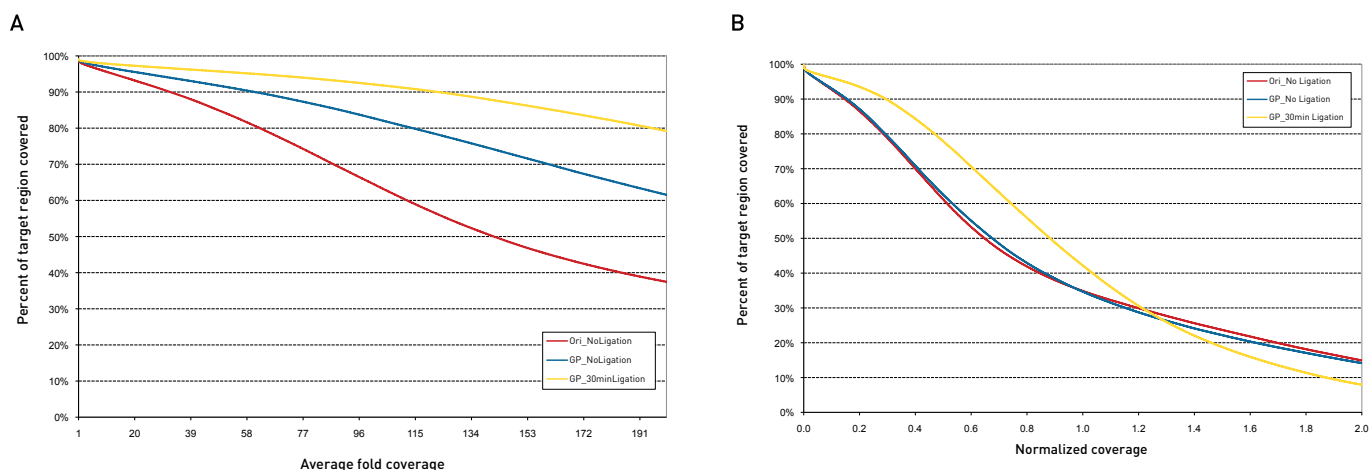 A
Percent of target region covered
100%
90%
80%
70%
60%
50%
40%
30%
20%
10%
0%
1 20 39 58 77 96 115 134 153 172 191
Average fold coverage
Ori_NoLigation
GP_NoLigation
GP_30minLigation
B
Percent of target region covered
100%
90%
80%
70%
60%
50%
40%
30%
20%
10%
0%
0.0 0.2 0.4 0.6 0.8 1.0 1.2 1.4 1.6 1.8 2.0
Normalized coverage
Ori_No Ligation
GP_No Ligation
GP_30min Ligation